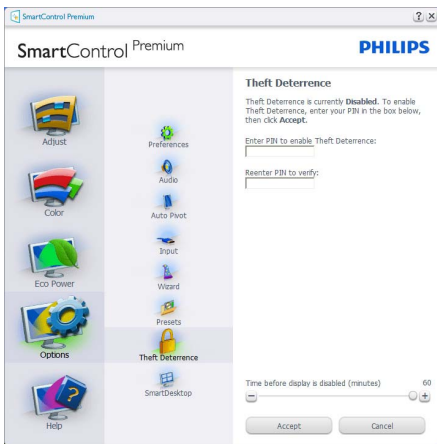 SmartControl Premium
SmartControl Premium
PHILIPS
Adjust
Color
Eco Power
Options
Help
Preferences
Audio
Auto Pivot
Input
Wizard
Presets
Theft Deterrence
SmartDesktop
Theft Deterrence
Theft Deterrence is currently Disabled. To enable
Theft Deterrence, enter your PIN in the box below,
then click Accept.
Enter PIN to enable Theft Deterrence:
Reenter PIN to verify:
Time before display is disabled (minutes) 60
Accept Cancel